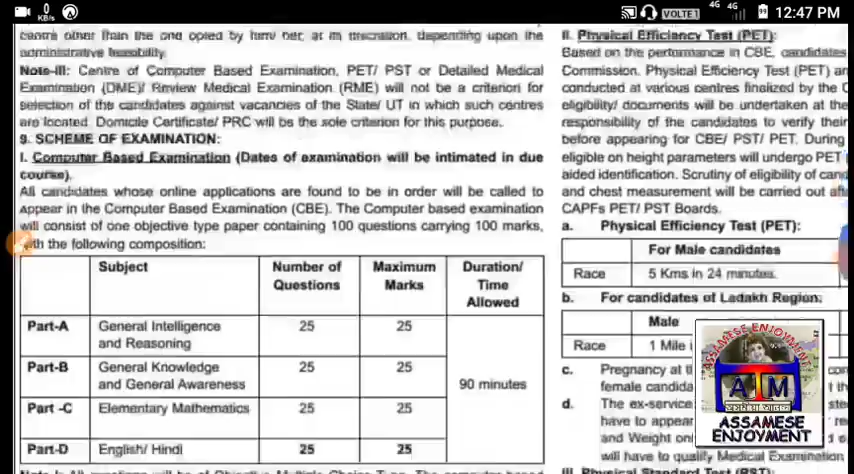 0
KB/s
VOLTE 1
4G 4G
99
12:47 PM
centre other than the one opted by
at its discretion, depending upon the
administrative feasibility.
Note-III: Centre of Computer Based Examination, PET/ PST or Detailed Medical
Examination (DME)/ Review Medical Examination (RME) will not be a criterion for
selection of the candidates against vacancies of the State/ UT in which such centres
are located. Domicile Certificate/ PRC will be the sole criterion for this purpose.
9. SCHEME OF EXAMINATION:
I. Computer Based Examination (Dates of examination will be intimated in due
course).
All candidates whose online applications are found to be in order will be called to
appear in the Computer Based Examination (CBE). The Computer based examination
will consist of one objective type paper containing 100 questions carrying 100 marks,
with the following composition:
Subject Number of Questions Maximum Marks Duration/ Time Allowed
Part-A General Intelligence and Reasoning 25 25 90 minutes
Part-B General Knowledge and General Awareness 25 25
Part -C Elementary Mathematics 25 25
Part-D English/ Hindi 25 25
II. Physical Efficiency Test (PET):
Based on the performance in CBE, candidates
Commission. Physical Efficiency Test (PET) an
conducted at various centres finalized by the C
eligibility/ documents will be undertaken at the
responsibility of the candidates to verify their
before appearing for CBE/ PST/ PET. During
eligible on height parameters will undergo PET
aided identification. Scrutiny of eligibility of can
and chest measurement will be carried out aft
CAPFs PET/ PST Boards.
a. Physical Efficiency Test (PET):
For Male candidates
Race 5 Kms in 24 minutes.
b. For candidates of Ladakh Region:
Male
Race 1 Mile i
c. Pregnancy at t
female candida
d. The ex-service
have to appear
and Weight on
will have to qualify Medical Examination
III. Physical Standard Test (PST):
ASSAMESE ENJOYMENT
ATM
ASSAMESE
ENJOYMENT